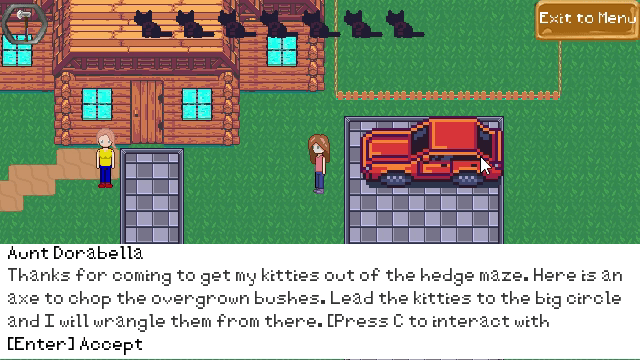 Exit to Menu
Aunt Dorabella
Thanks for coming to get my kitties out of the hedge maze. Here is an
axe to chop the overgrown bushes. Lead the kitties to the big circle
and I will wrangle them from there. [Press C to interact with
[Enter] Accept